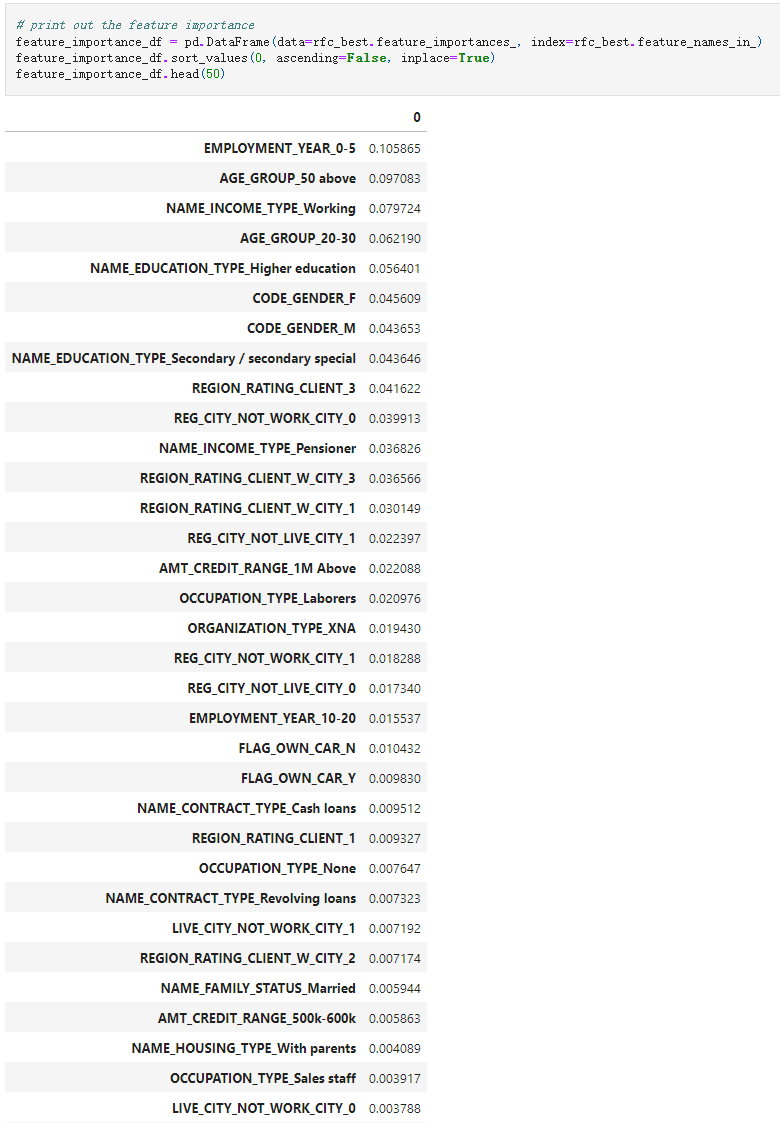 # print out the feature importance
feature_importance_df = pd.DataFrame(data=rfc_best.feature_importances_, index=rfc_best.feature_names_in_)
feature_importance_df.sort_values(0, ascending=False, inplace=True)
feature_importance_df.head(50)
0
EMPLOYMENT_YEAR_0-5 0.105865
AGE_GROUP_50 above 0.097083
NAME_INCOME_TYPE_Working 0.079724
AGE_GROUP_20-30 0.062190
NAME_EDUCATION_TYPE_Higher education 0.056401
CODE_GENDER_F 0.045609
CODE_GENDER_M 0.043653
NAME_EDUCATION_TYPE_Secondary / secondary special 0.043646
REGION_RATING_CLIENT_3 0.041622
REG_CITY_NOT_WORK_CITY_0 0.039913
NAME_INCOME_TYPE_Pensioner 0.036826
REGION_RATING_CLIENT_W_CITY_3 0.036566
REGION_RATING_CLIENT_W_CITY_1 0.030149
REG_CITY_NOT_LIVE_CITY_1 0.022397
AMT_CREDIT_RANGE_1M Above 0.022088
OCCUPATION_TYPE_Laborers 0.020976
ORGANIZATION_TYPE_XNA 0.019430
REG_CITY_NOT_WORK_CITY_1 0.018288
REG_CITY_NOT_LIVE_CITY_0 0.017340
EMPLOYMENT_YEAR_10-20 0.015537
FLAG_OWN_CAR_N 0.010432
FLAG_OWN_CAR_Y 0.009830
NAME_CONTRACT_TYPE_Cash loans 0.009512
REGION_RATING_CLIENT_1 0.009327
OCCUPATION_TYPE_None 0.007647
NAME_CONTRACT_TYPE_Revolving loans 0.007323
LIVE_CITY_NOT_WORK_CITY_1 0.007192
REGION_RATING_CLIENT_W_CITY_2 0.007174
NAME_FAMILY_STATUS_Married 0.005944
AMT_CREDIT_RANGE_500k-600k 0.005863
NAME_HOUSING_TYPE_With parents 0.004089
OCCUPATION_TYPE_Sales staff 0.003917
LIVE_CITY_NOT_WORK_CITY_0 0.003788